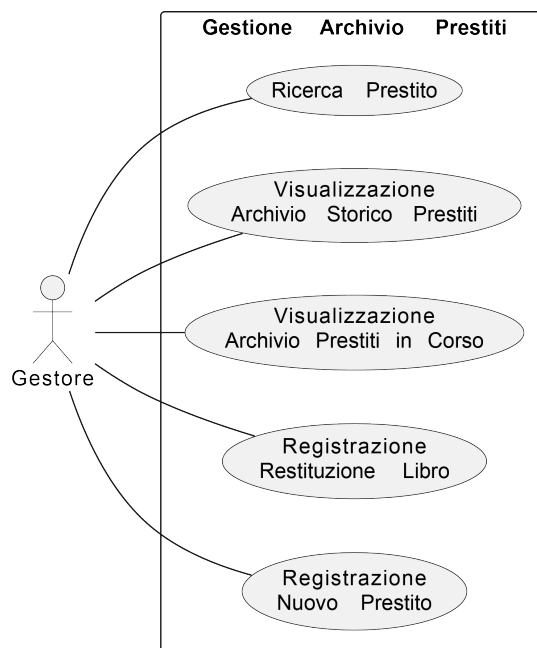 Gestione Archivio Prestiti
Ricerca Prestito
Visualizzazione
Archivio Storico Prestiti
Visualizzazione
Archivio Prestiti in Corso
Gestore
Registrazione
Restituzione Libro
Registrazione
Nuovo Prestito